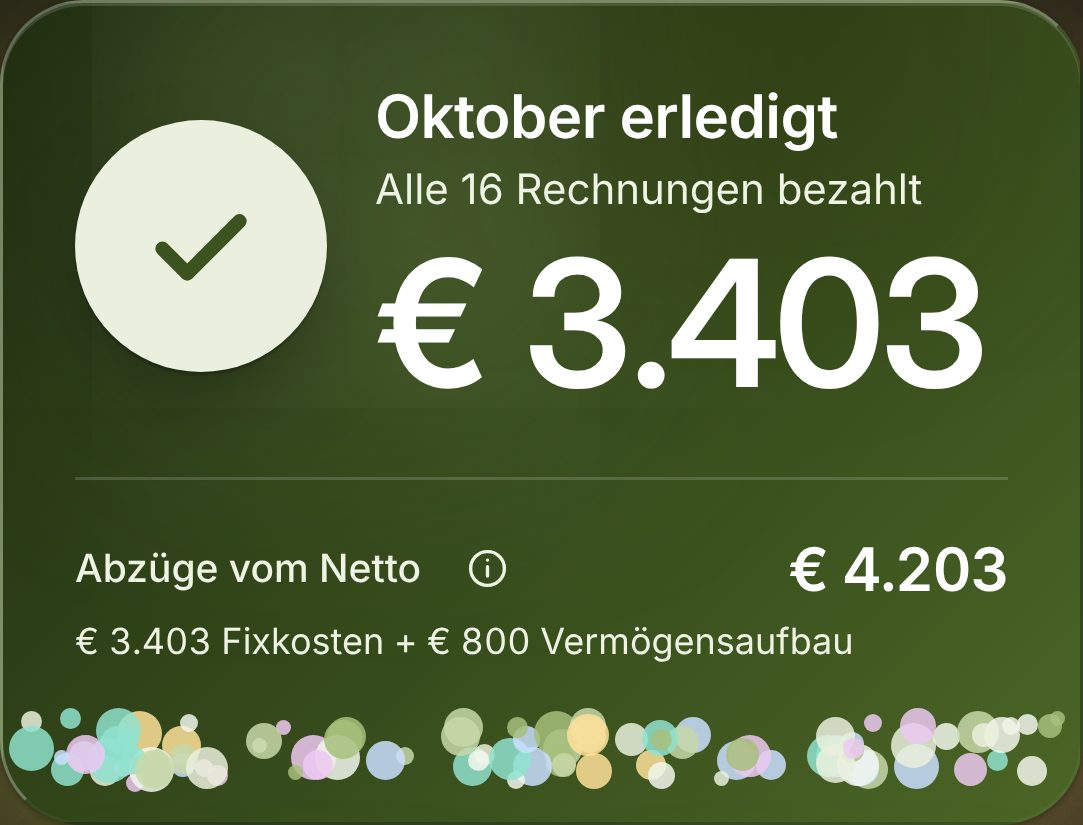 Oktober erledigt
Alle 16 Rechnungen bezahlt
€ 3.403
Abzüge vom Netto
€ 4.203
€ 3.403 Fixkosten + € 800 Vermögensaufbau